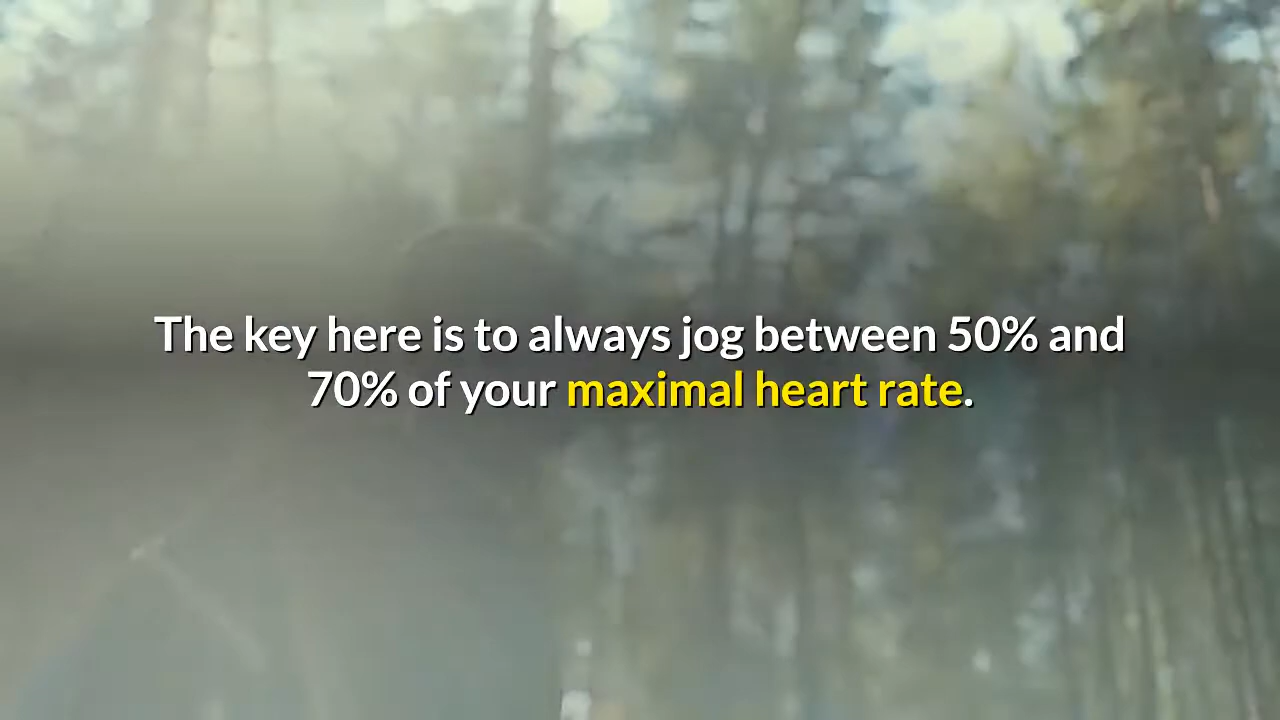 The key here is to always jog between 50% and
70% of your maximal heart rate.